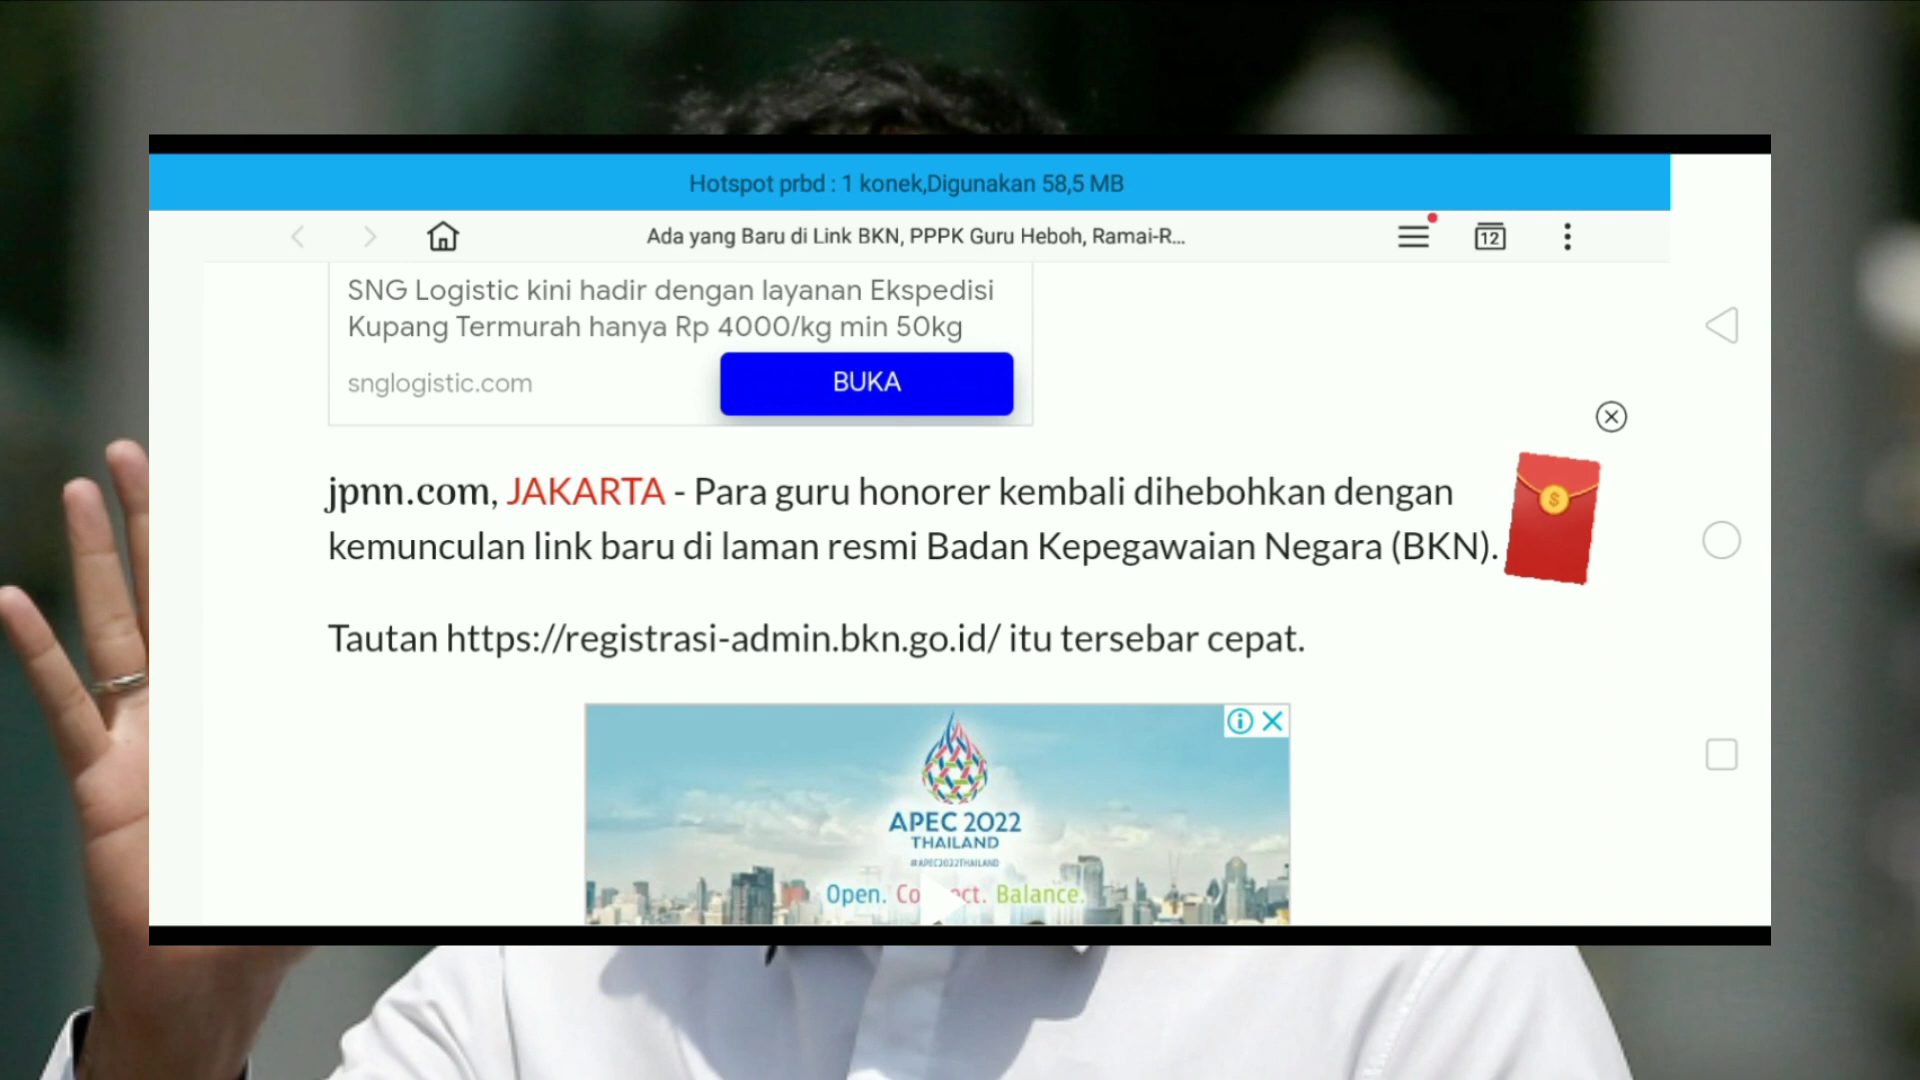 Hotspot prbd : 1 konek,Digunakan 58,5 MB
Ada yang Baru di Link BKN, PPPK Guru Heboh, Ramai-R...
12
SNG Logistic kini hadir dengan layanan Ekspedisi
Kupang Termurah hanya Rp 4000/kg min 50kg
snglogistic.com
BUKA
jpnn.com, JAKARTA - Para guru honorer kembali dihebohkan dengan
kemunculan link baru di laman resmi Badan Kepegawaian Negara (BKN).
$
Tautan https://registrasi-admin.bkn.go.id/ itu tersebar cepat.
APEC 2022
THAILAND
#APEC2022THAILAND
Open. Co ct. Balance.